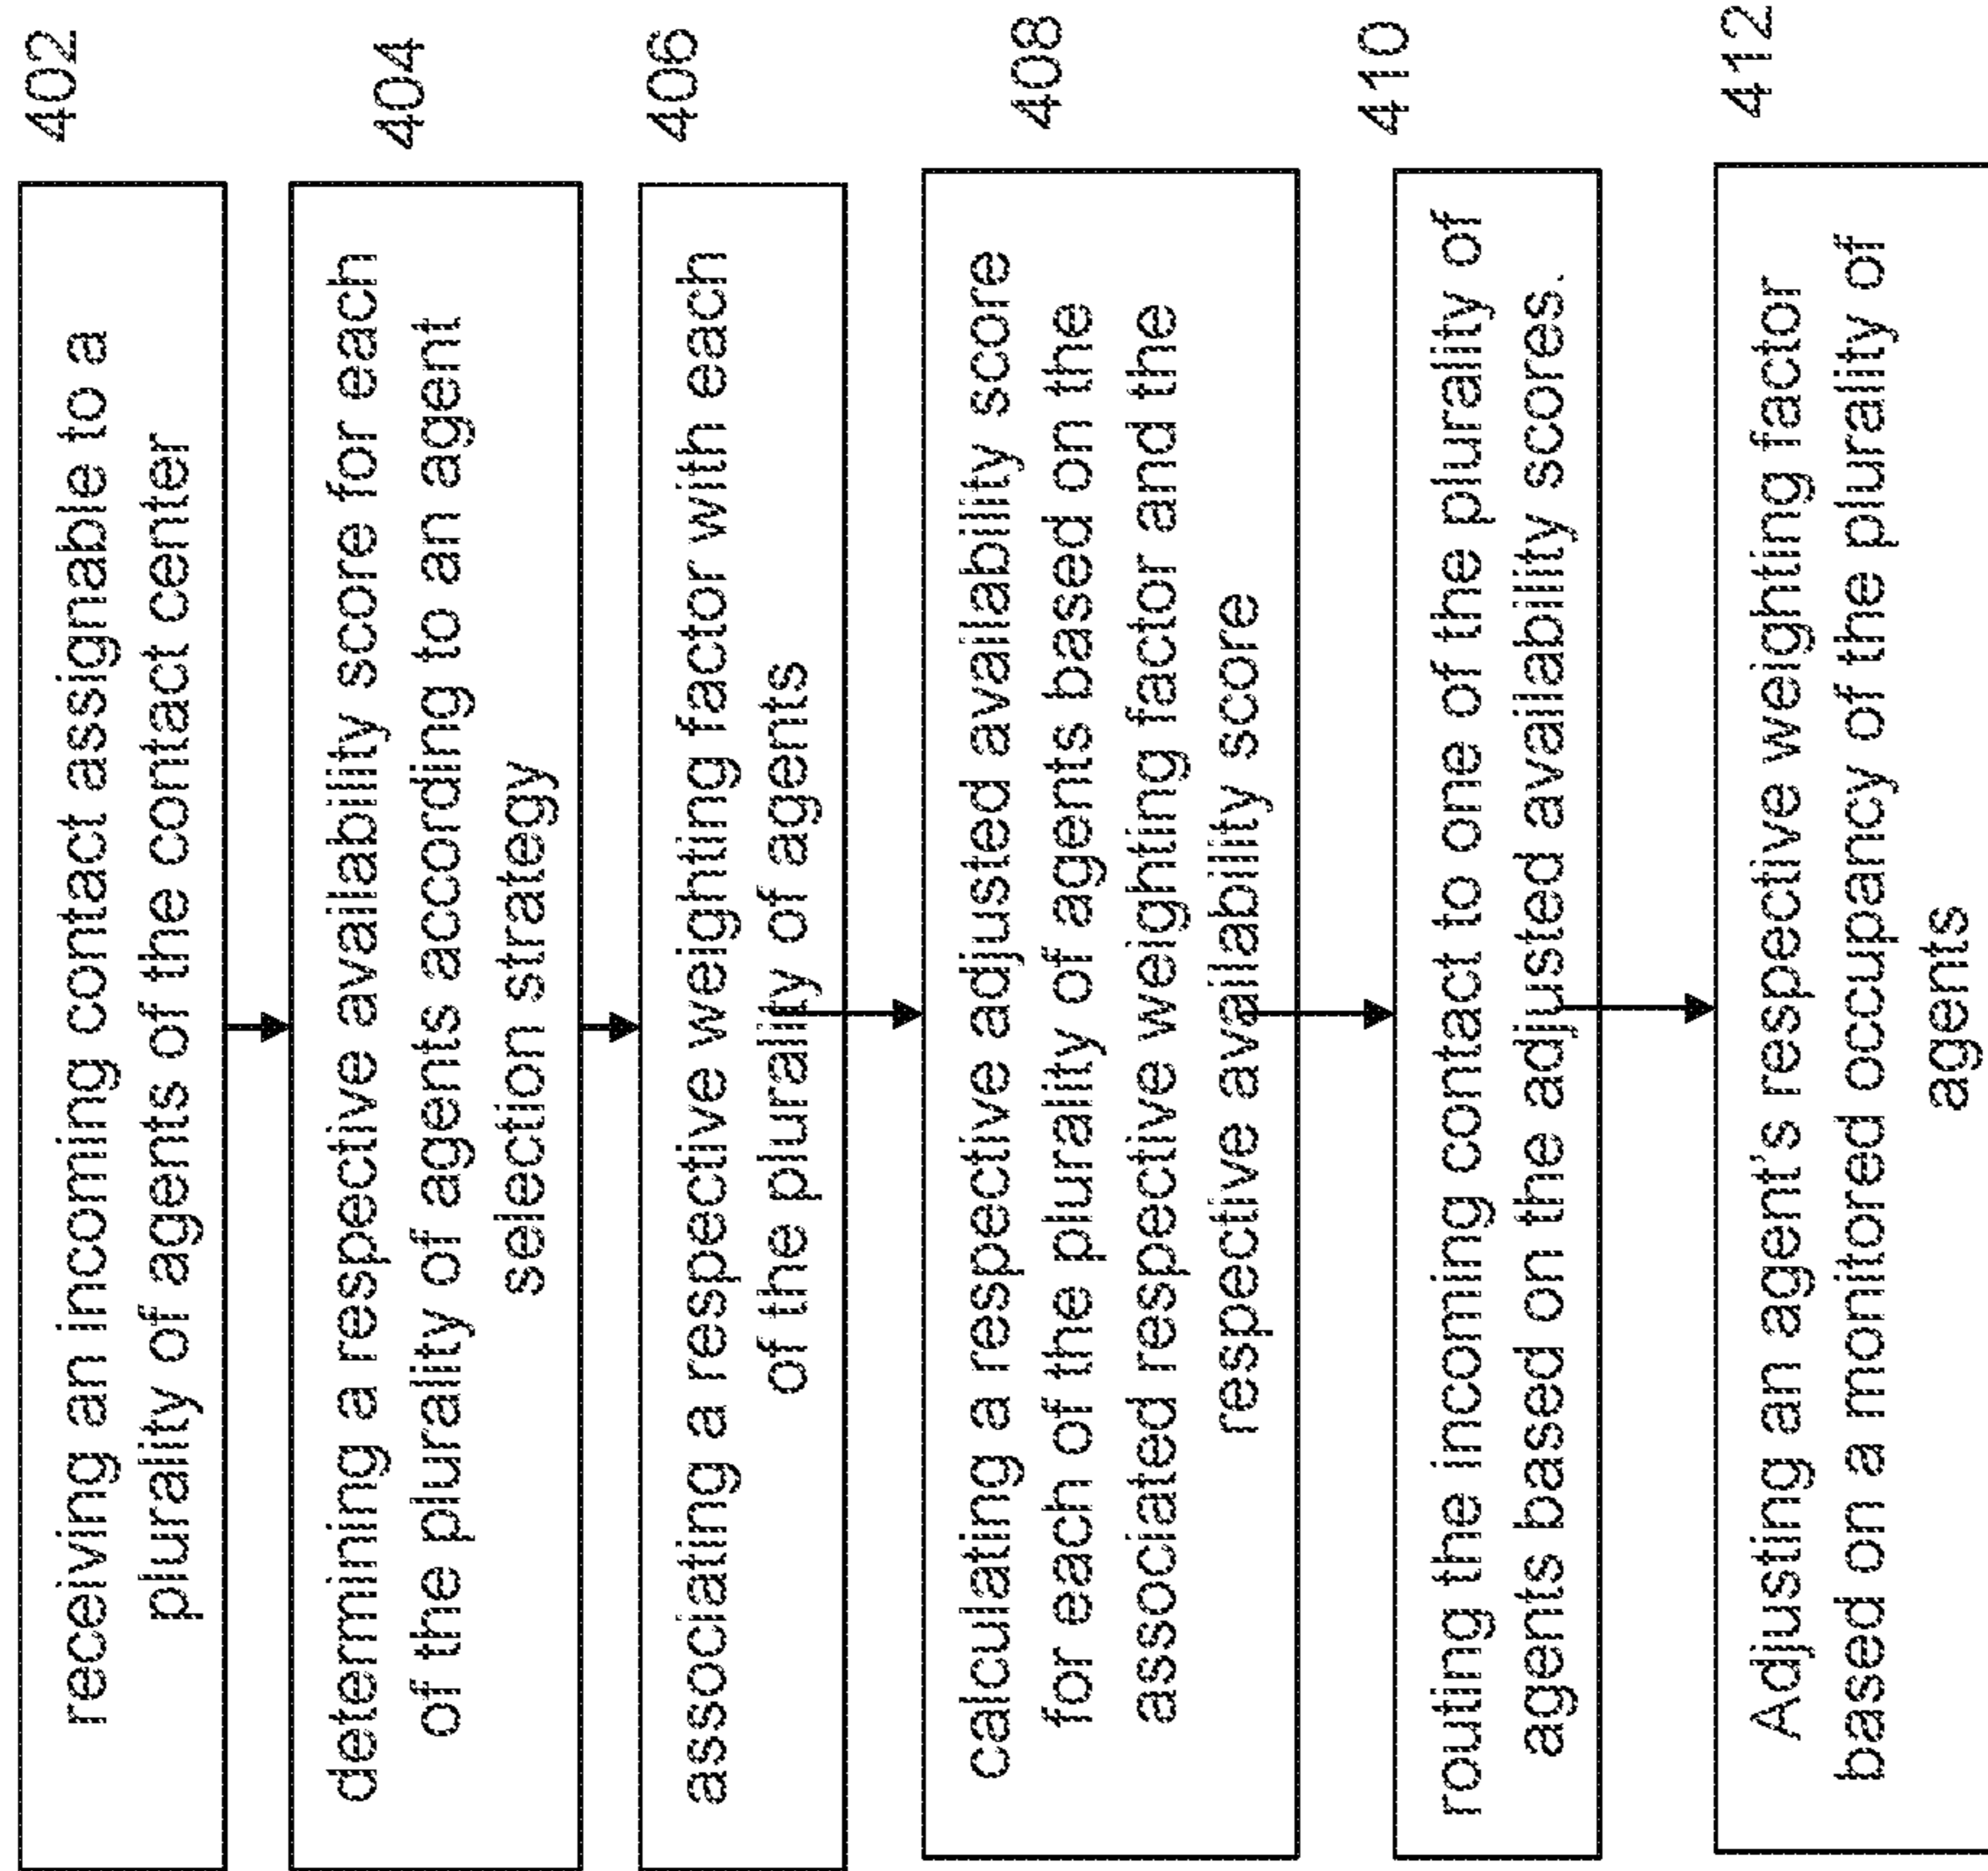 receiving an incoming contact assignable to a
plurality of agents of the contact center
402
determining a respective availability score for each
of the plurality of agents according to an agent
selection strategy
404
associating a respective weighting factor with each
of the plurality of agents
406
calculating a respective adjusted availability score
for each of the plurality of agents based on the
associated respective weighting factor and the
respective availability score
408
routing the incoming contact to one of the plurality of
agents based on the adjusted availability scores.
410
Adjusting an agent's respective weighting factor
based on a monitored occupancy of the plurality of
agents
412